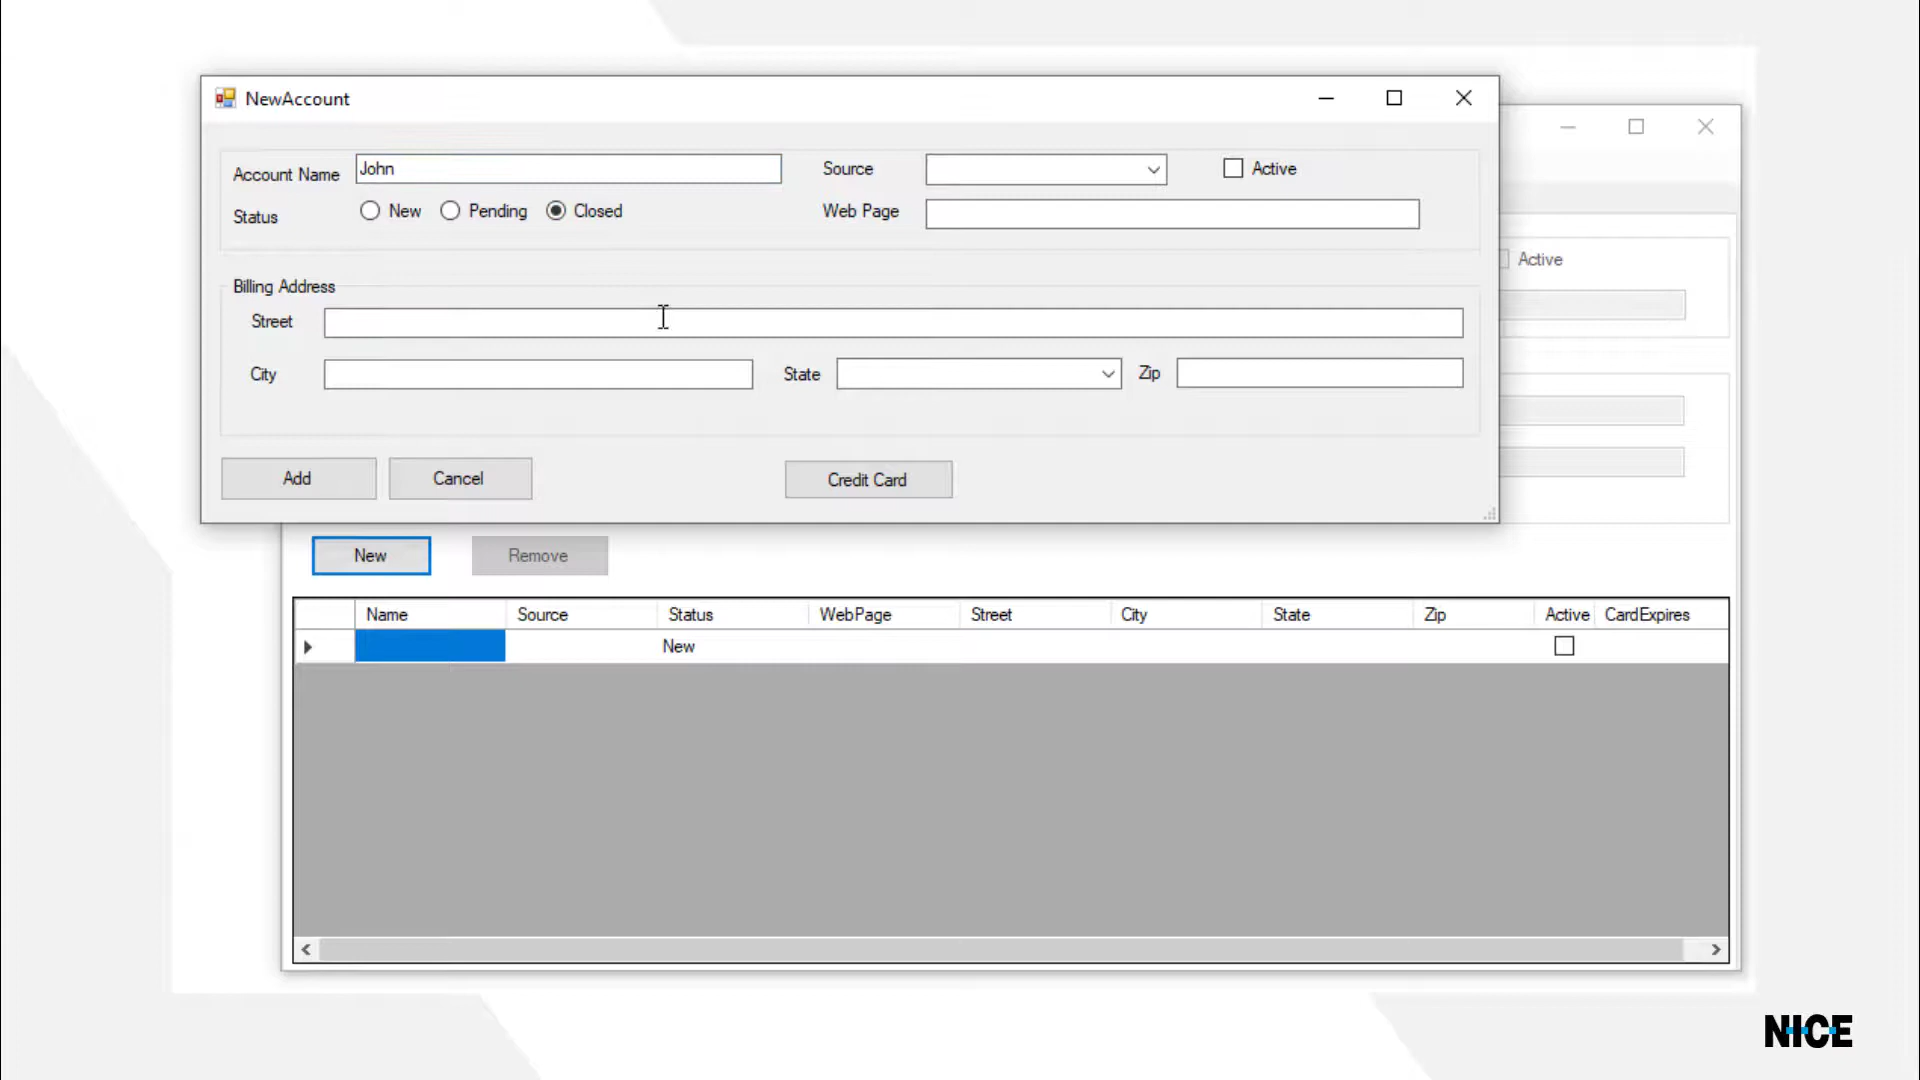 NewAccount
Account Name John Source Active
Status New Pending Closed Web Page
Active
Billing Address
Street
City State Zip
Add Cancel Credit Card
New Remove
Name Source Status WebPage Street City State Zip Active CardExpires
New
NICE